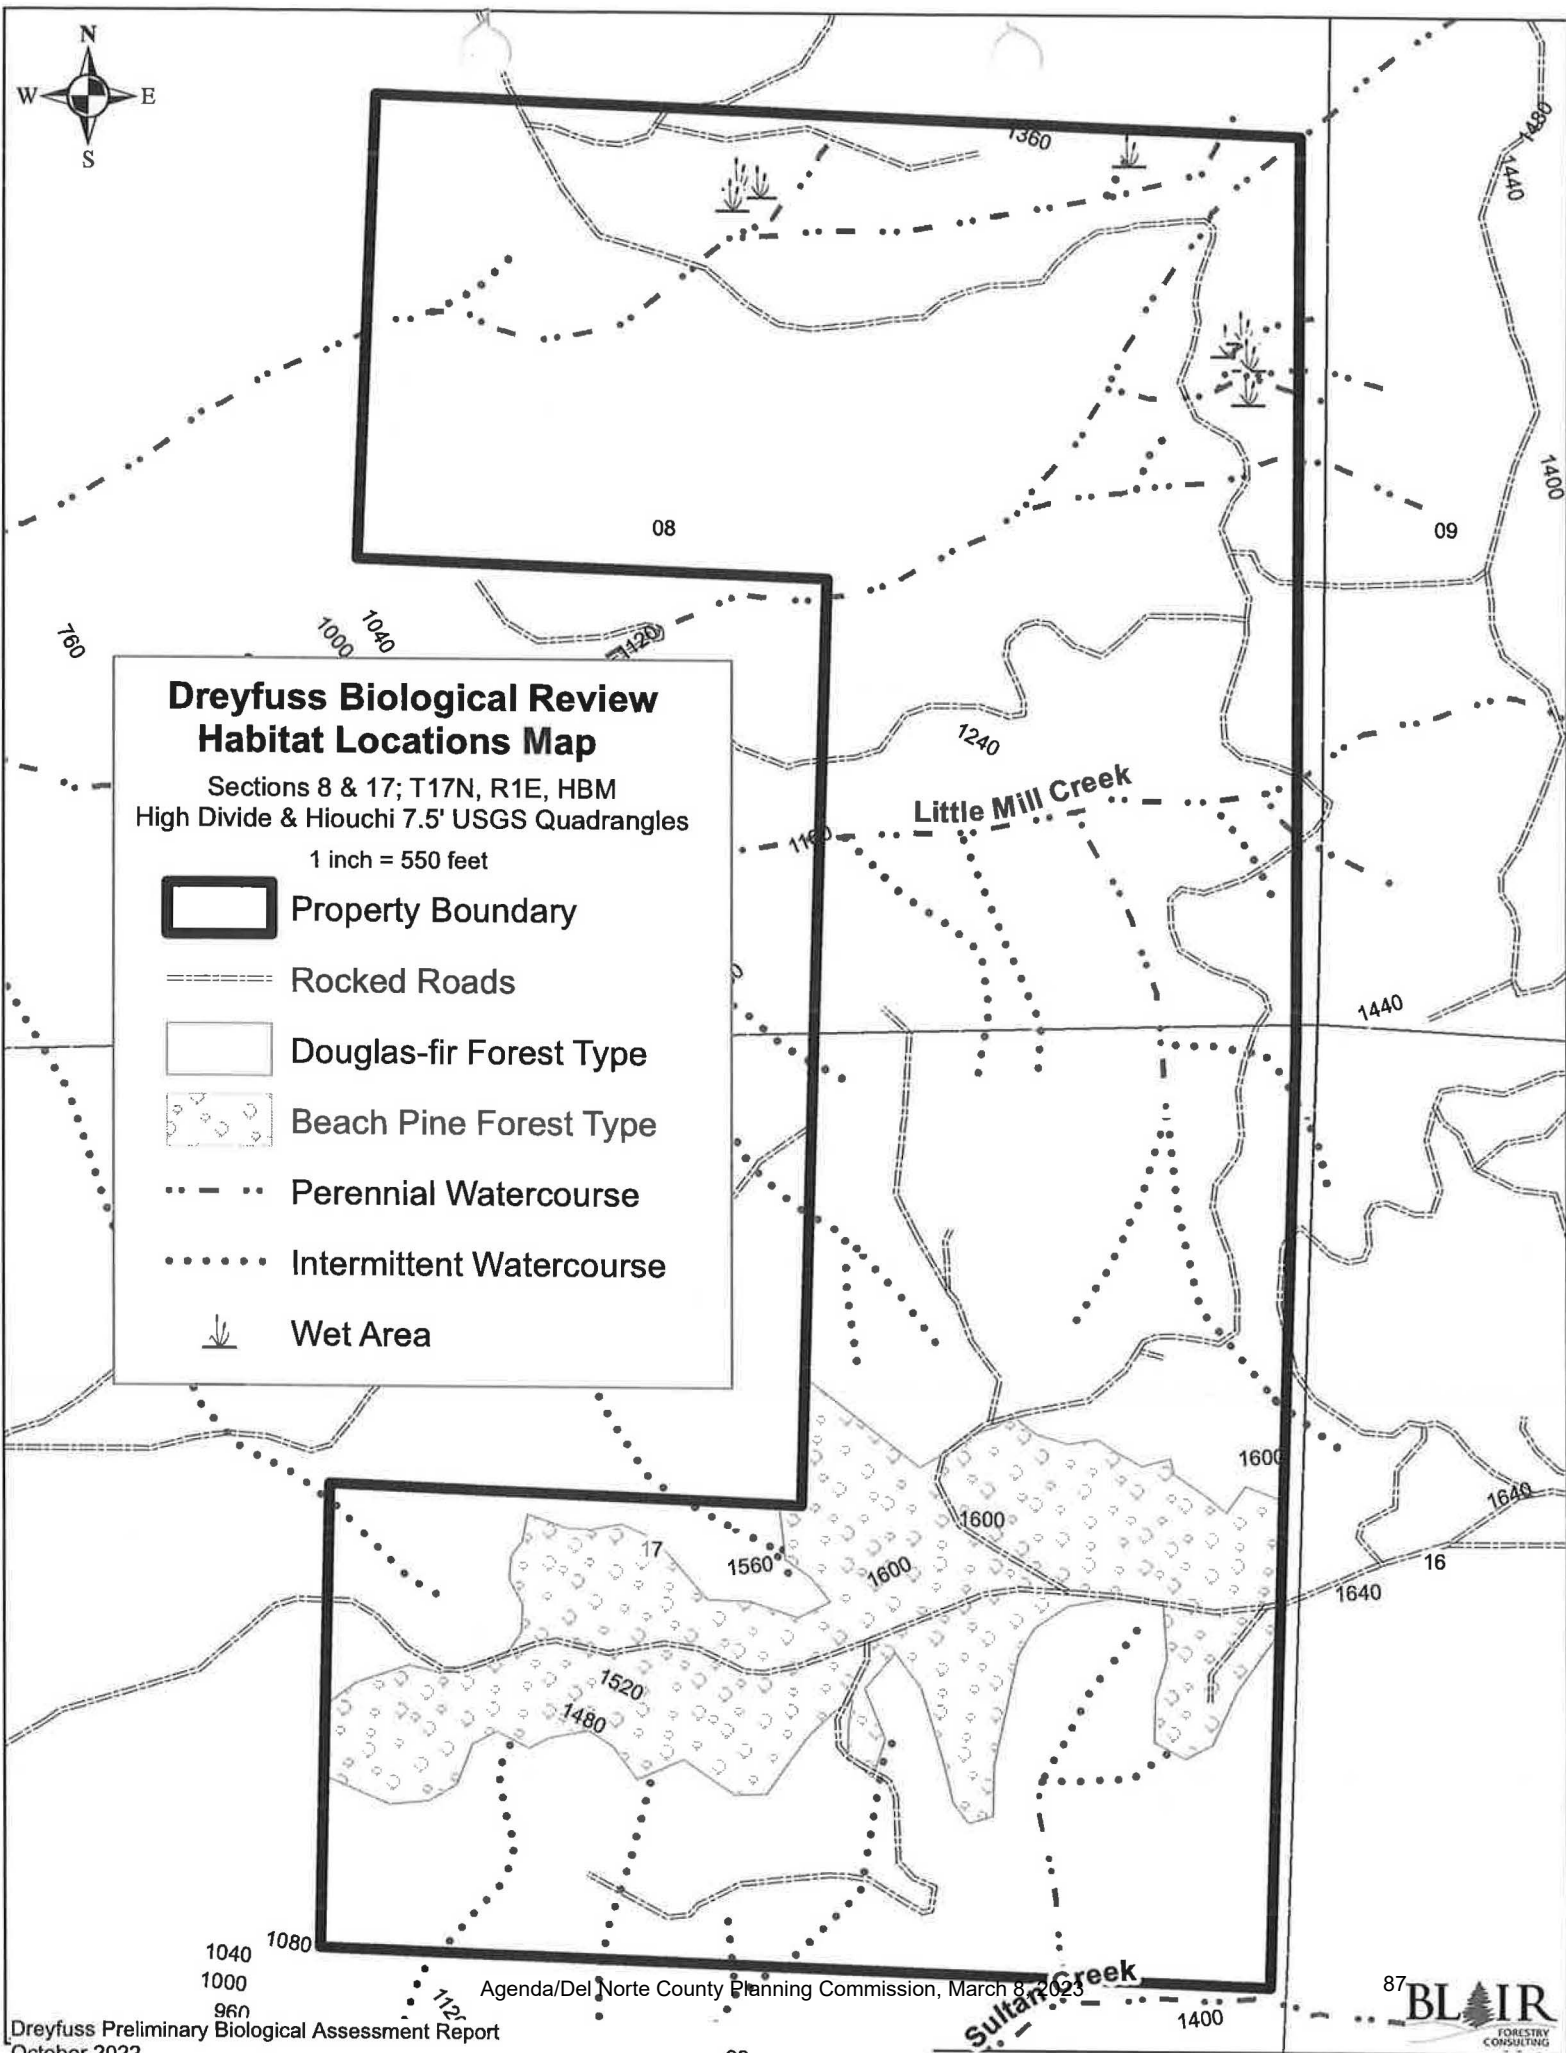 N
W E
S
1360
1480
1440
1400
08
09
760
1000
1040
1120
Dreyfuss Biological Review
Habitat Locations Map
Sections 8 & 17; T17N, R1E, HBM
High Divide & Hiouchi 7.5' USGS Quadrangles
1 inch = 550 feet
Property Boundary
Rocked Roads
Douglas-fir Forest Type
Beach Pine Forest Type
Perennial Watercourse
Intermittent Watercourse
Wet Area
1240
Little Mill Creek
1160
1440
1600
1640
1600
17
1560
1600
16
1640
1520
1480
1040
1080
1000
960
1120
Agenda/Del Norte County Planning Commission, March 8, 2023
87
Sultan Creek
1400
BLAIR
FORESTRY
CONSULTING
Dreyfuss Preliminary Biological Assessment Report
October 2022